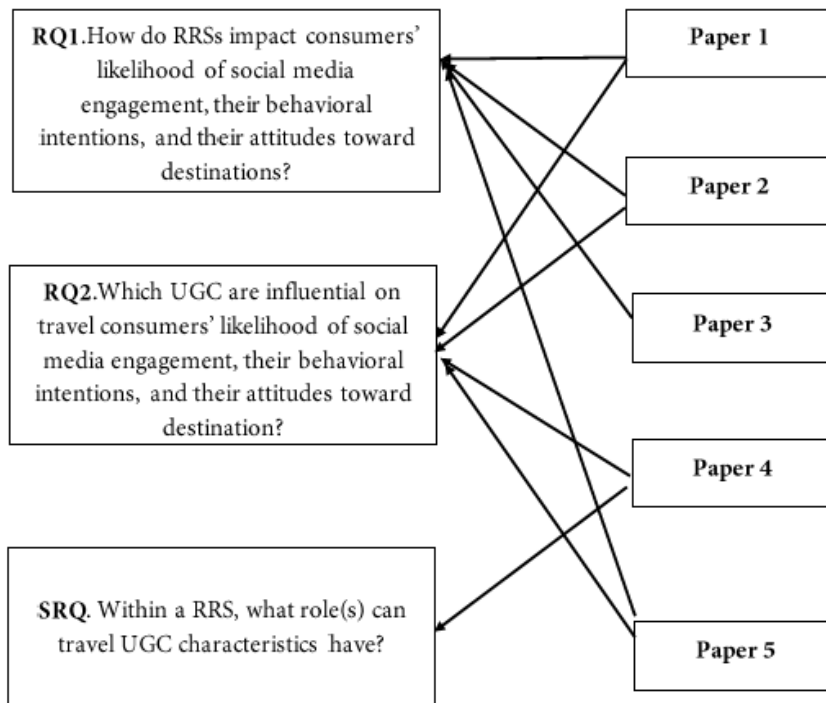 RQ1.How do RRSs impact consumers’
likelihood of social media
engagement, their behavioral
intentions, and their attitudes toward
destinations?
RQ2.Which UGC are influential on
travel consumers’ likelihood of social
media engagement, their behavioral
intentions, and their attitudes toward
destination?
SRQ. Within a RRS, what role(s) can
travel UGC characteristics have?
Paper 1
Paper 2
Paper 3
Paper 4
Paper 5